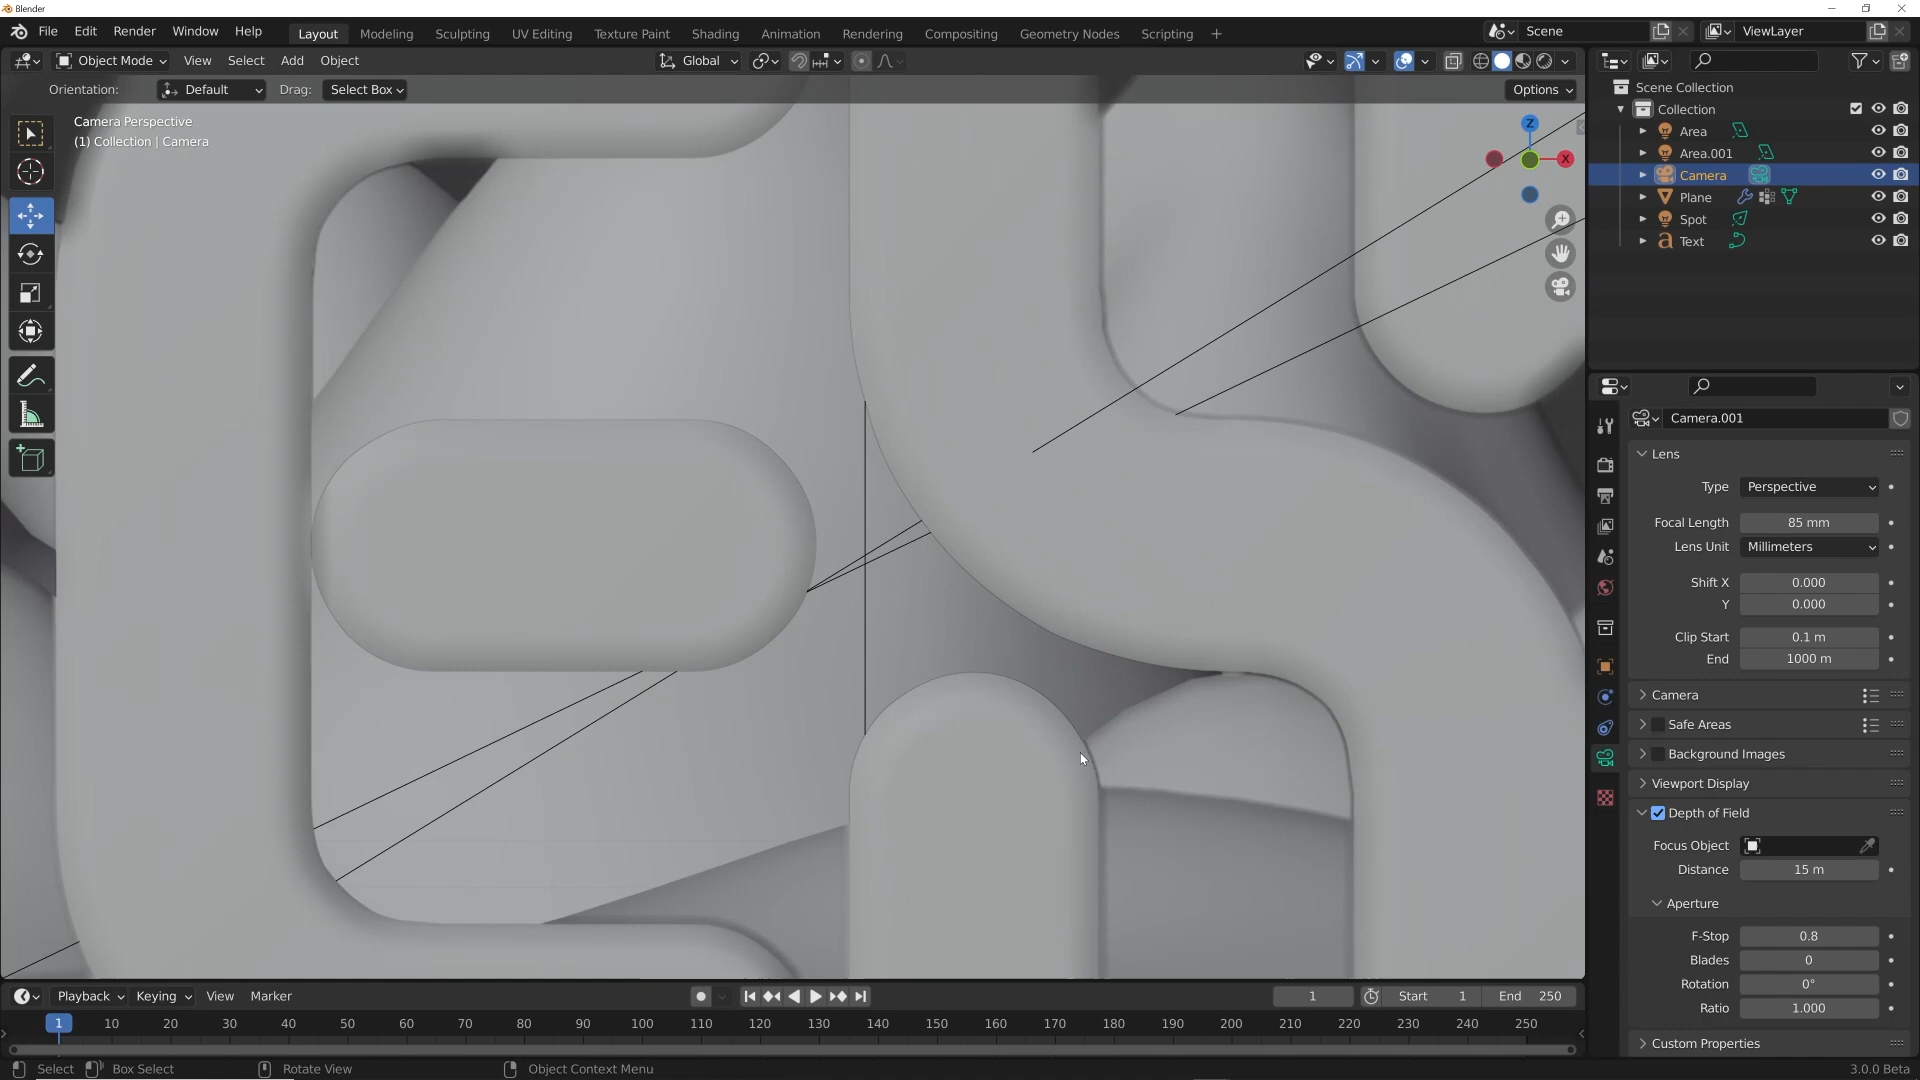 Blender
File Edit Render Window Help Layout Modeling Sculpting UV Editing Texture Paint Shading Animation Rendering Compositing Geometry Nodes Scripting + Scene ViewLayer
Object Mode View Select Add Object Global
Orientation: Default Drag: Select Box Options
Camera Perspective
(1) Collection | Camera
Z
X
Scene Collection
Collection
Area
Area.001
Camera
Plane
Spot
Text
Camera.001
Lens
Type Perspective
Focal Length 85 mm
Lens Unit Millimeters
Shift X 0.000
Y 0.000
Clip Start 0.1 m
End 1000 m
Camera
Safe Areas
Background Images
Viewport Display
Depth of Field
Focus Object
Distance 15 m
Aperture
F-Stop 0.8
Blades 0
Rotation 0°
Ratio 1.000
Custom Properties
Playback Keying View Marker 1 Start 1 End 250
1 10 20 30 40 50 60 70 80 90 100 110 120 130 140 150 160 170 180 190 200 210 220 230 240 250
Select Box Select Rotate View Object Context Menu 3.0.0 Beta